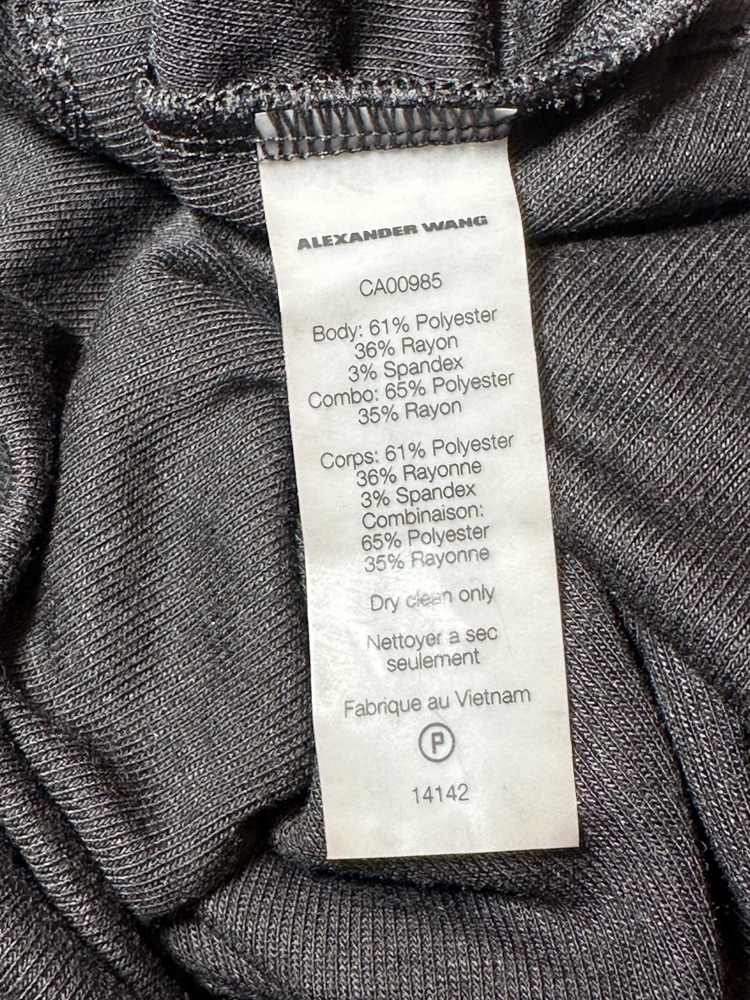 ALEXANDER WANG
CA00985
Body: 61% Polyester
36% Rayon
3% Spandex
Combo: 65% Polyester
35% Rayon
Corps: 61% Polyester
36% Rayonne
3% Spandex
Combinaison:
65% Polyester
35% Rayonne
Dry clean only
Nettoyer a sec
seulement
Fabrique au Vietnam
P
14142